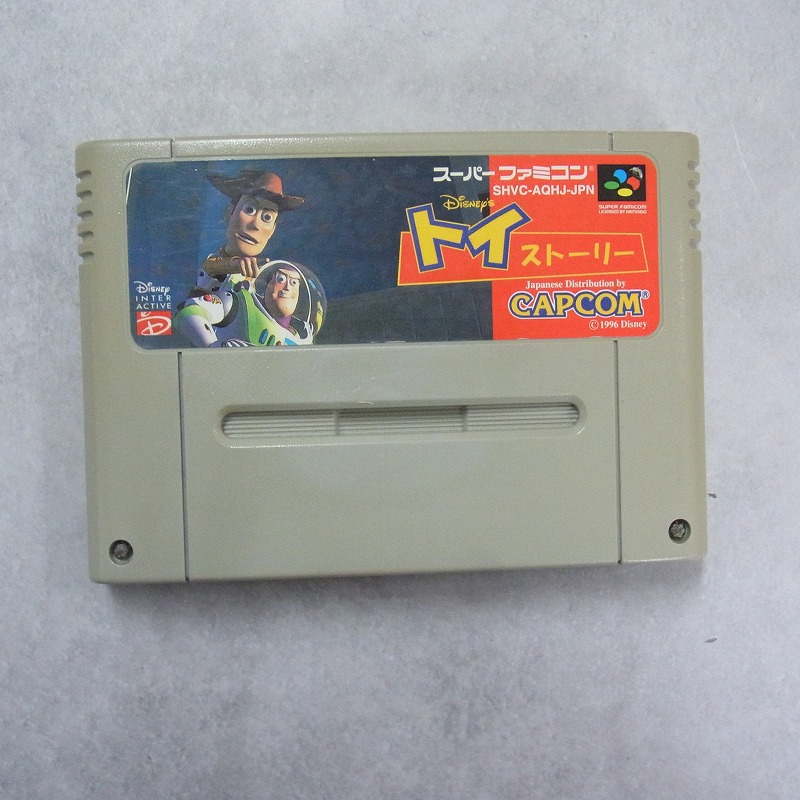 スーパーファミコン®
SHVC-AQHJ-JPN
SUPER FAMICOM
LICENSED BY NINTENDO
DISNEY'S
トイ
ストーリー
DISNEY
INTER
ACTIVE
Japanese Distribution by
CAPCOM®
©1996 Disney